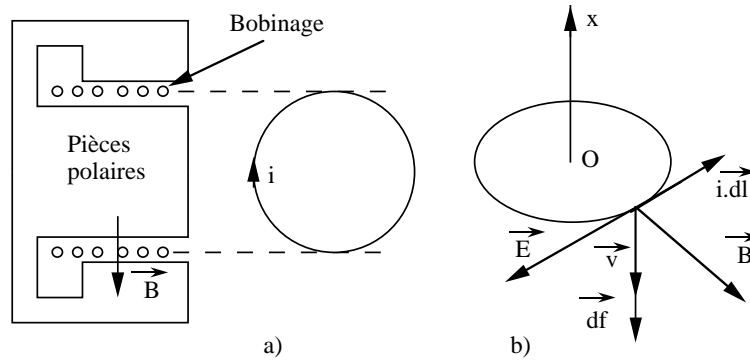 Bobinage
Pièces
polaires
B
i
a)
x
O
i.dl
E
v
B
df
b)